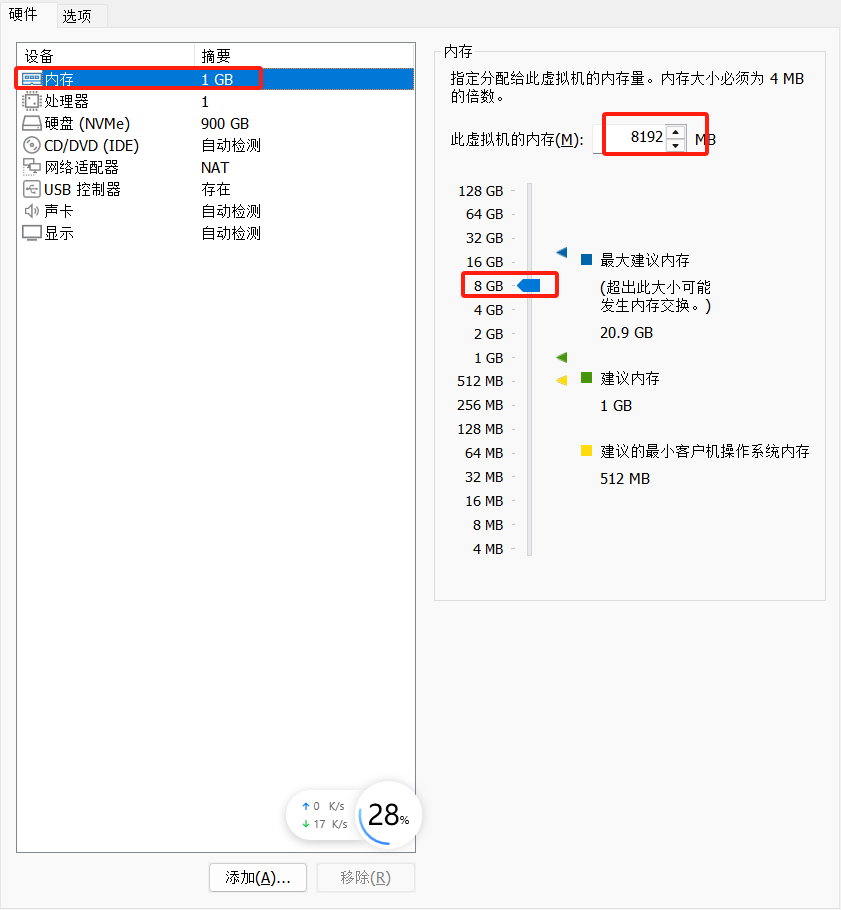 硬件 选项
设备 摘要
内存 1 GB
处理器 1
硬盘 (NVMe) 900 GB
CD/DVD (IDE) 自动检测
网络适配器 NAT
USB 控制器 存在
声卡 自动检测
显示 自动检测
↑ 0 K/s
↓ 17 K/s
28%
添加(A)... 移除(R)
内存
指定分配给此虚拟机的内存量。内存大小必须为 4 MB
的倍数。
此虚拟机的内存(M): 8192 MB
128 GB
64 GB
32 GB
16 GB
8 GB
4 GB
2 GB
1 GB
512 MB
256 MB
128 MB
64 MB
32 MB
16 MB
8 MB
4 MB
最大建议内存
(超出此大小可能
发生内存交换。)
20.9 GB
建议内存
1 GB
建议的最小客户机操作系统内存
512 MB